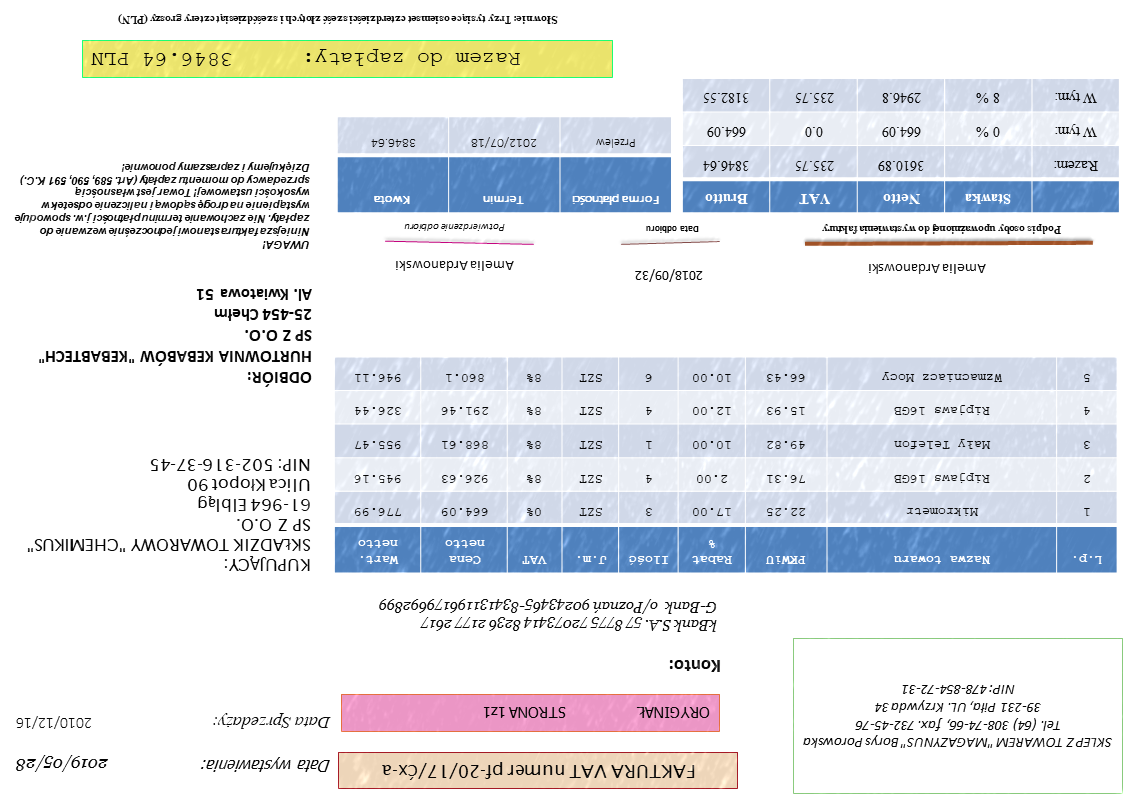 SKLEP Z TOWAREM "MAGAZYNUS" Borys Porowska
Tel. (64) 308-74-66, fax. 732-45-76
39-231 Piła, UL. Krzywda 34
NIP: 478-854-72-31
FAKTURA VAT numer pf-20/17/Ćx-a
ORYGINAŁ STRONA 1z1
Data wystawienia: 2019/05/28
Data Sprzedaży: 2010/12/16
Konto:
kBank S.A. 57 8775 7207 3414 8236 2177 2617
G-Bank o/Poznań 90243465-834131196179692899
L.p. Nazwa towaru PKWiU Rabat % Ilość J.m. VAT Cena netto Wart. netto
1 Mikrometr 22.25 17.00 3 SZT 0% 664.09 776.99
2 Ripjaws 16GB 76.31 2.00 4 SZT 8% 926.63 945.16
3 Mały Telefon 49.82 10.00 1 SZT 8% 868.61 955.47
4 Ripjaws 16GB 15.93 12.00 4 SZT 8% 291.46 326.44
5 Wzmacniacz Mocy 66.43 10.00 6 SZT 8% 860.1 946.11
KUPUJĄCY:
SKŁADZIK TOWAROWY "CHEMIKUS"
SP Z O.O.
61-964 Elbląg
Ulica Kłopot 90
NIP: 502-316-37-45
ODBIÓR:
HURTOWNIA KEBABÓW "KEBABTECH"
SP Z O.O.
25-454 Chełm
Al. Kwiatowa 51
Amelia Ardanowski
Podpis osoby upoważnionej do wystawienia faktury
2018/09/32
Data odbioru
Amelia Ardanowski
Potwierdzenie odbioru
UWAGA!
Niniejsza faktura stanowi jednocześnie wezwanie do
zapłaty. Nie zachowanie terminu płatności j.w. spowoduje
wystąpienie na drogę sądową i naliczenie odsetek w
wysokości ustawowej! Towar jest własnością
sprzedawcy do momentu zapłaty (Art. 589, 590, 591 K.C.)
Dziękujemy i zapraszamy ponownie!
Stawka Netto VAT Brutto
Razem: 3610.89 235.75 3846.64
W tym: 0 % 664.09 0.0 664.09
W tym: 8 % 2946.8 235.75 3182.55
Forma płatności Termin Kwota
Przelew 2012/07/18 3846.64
Razem do zapłaty: 3846.64 PLN
Słownie: Trzy tysiące osiemset czterdzieści sześć złotych i sześćdziesiąt cztery groszy (PLN)